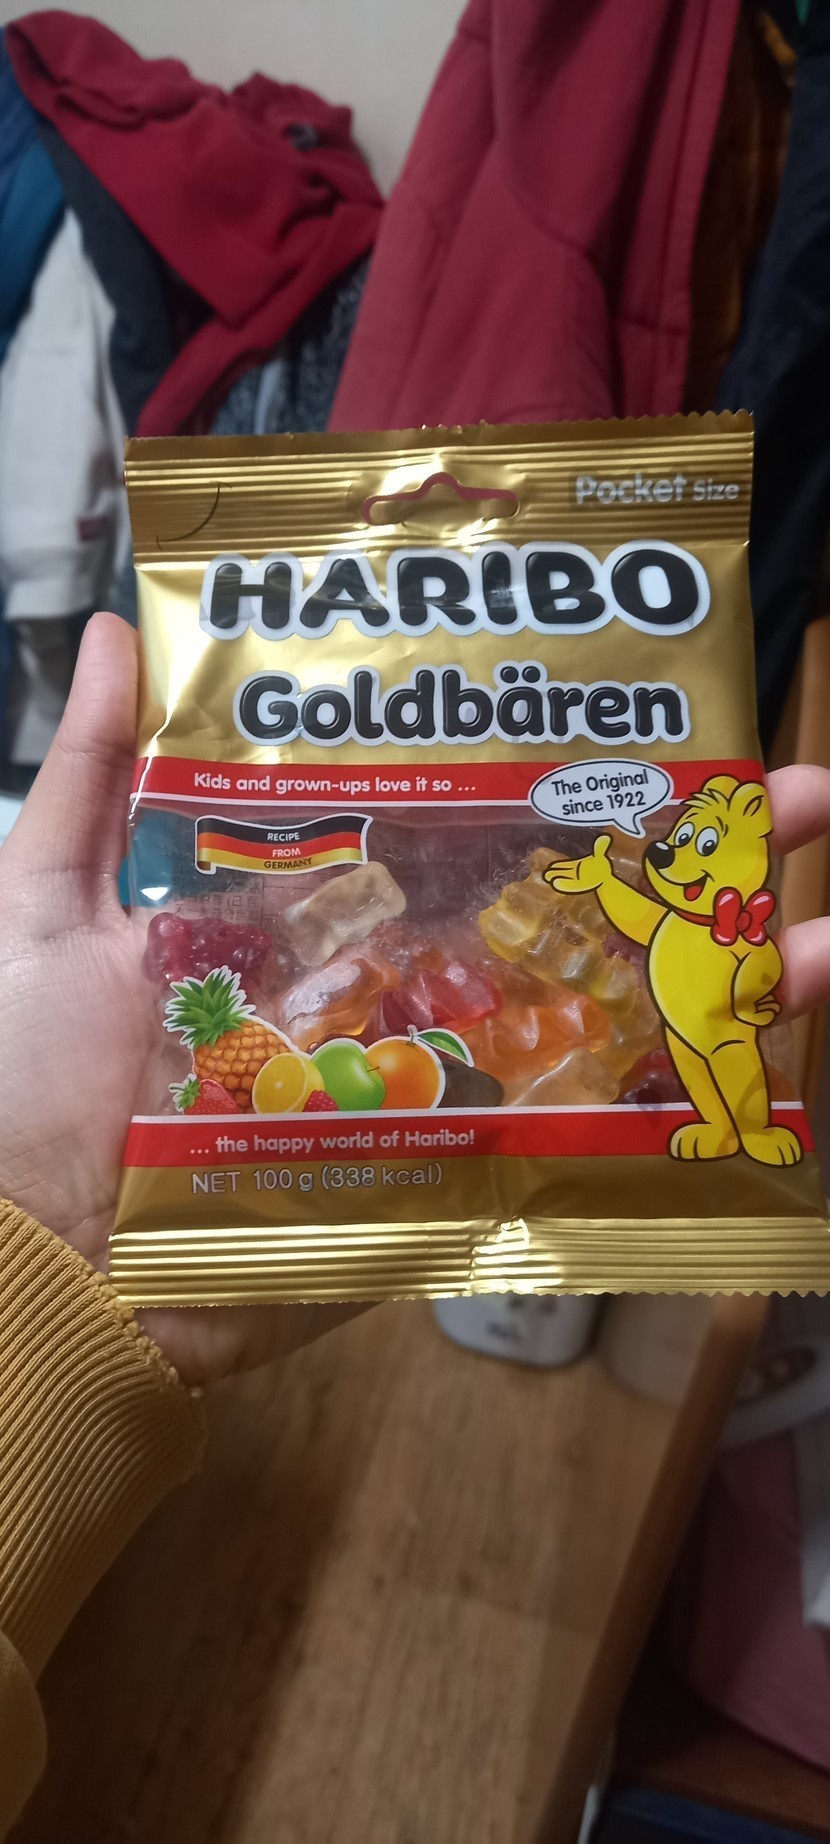 Pocket Size
HARIBO
Goldbären
Kids and grown-ups love it so ...
The Original
since 1922
RECIPE
FROM
GERMANY
... the happy world of Haribo!
NET 100 g (338 kcal)